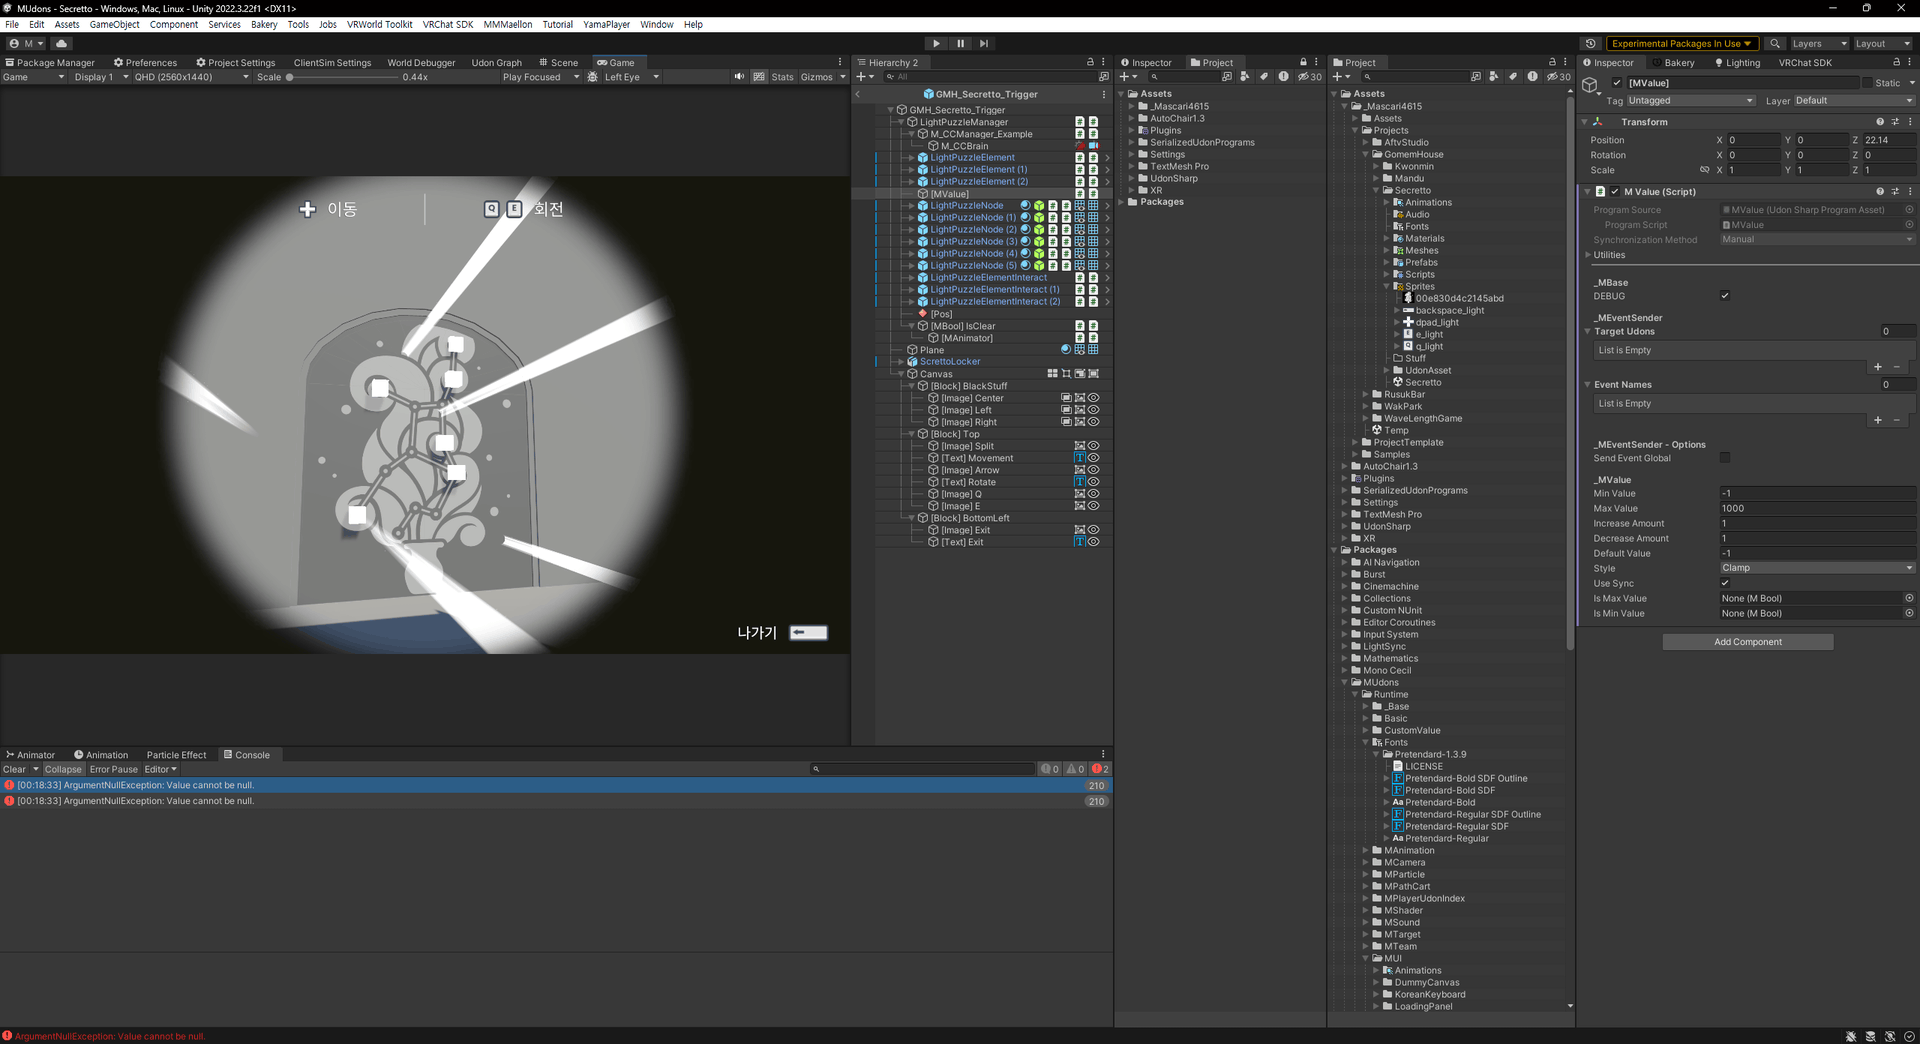 MUdons - Secretto - Windows, Mac, Linux - Unity 2022.3.22f1 <DX11>
File Edit Assets GameObject Component Services Bakery Tools Jobs VRWorld Toolkit VRChat SDK MMMaellon Tutorial YamaPlayer Window Help
M
Experimental Packages In Use
Layers
Layout
Package Manager Preferences Project Settings ClientSim Settings World Debugger Udon Graph Scene Game
Game Display 1 QHD (2560x1440) Scale 0.44x Play Focused Left Eye Stats Gizmos
이동
Q E 회전
나가기
Hierarchy 2
All
GMH_Secretto_Trigger
GMH_Secretto_Trigger
LightPuzzleManager
M_CCManager_Example
M_CCBrain
LightPuzzleElement
LightPuzzleElement (1)
LightPuzzleElement (2)
[MValue]
LightPuzzleNode
LightPuzzleNode (1)
LightPuzzleNode (2)
LightPuzzleNode (3)
LightPuzzleNode (4)
LightPuzzleNode (5)
LightPuzzleElementInteract
LightPuzzleElementInteract (1)
LightPuzzleElementInteract (2)
[Pos]
[MBool] IsClear
[MAnimator]
Plane
ScrettoLocker
Canvas
[Block] BlackStuff
[Image] Center
[Image] Left
[Image] Right
[Block] Top
[Image] Split
[Text] Movement
[Image] Arrow
[Text] Rotate
[Image] Q
[Image] E
[Block] BottomLeft
[Image] Exit
[Text] Exit
Inspector Project
30
Assets
_Mascari4615
AutoChair1.3
Plugins
SerializedUdonPrograms
Settings
TextMesh Pro
UdonSharp
XR
Packages
Project
30
Assets
_Mascari4615
Assets
Projects
AftvStudio
GomemHouse
Kwonmin
Mandu
Secretto
Animations
Audio
Fonts
Materials
Meshes
Prefabs
Scripts
Sprites
00e830d4c2145abd
backspace_light
dpad_light
e_light
q_light
Stuff
UdonAsset
Secretto
RusukBar
WakPark
WaveLengthGame
Temp
ProjectTemplate
Samples
AutoChair1.3
Plugins
SerializedUdonPrograms
Settings
TextMesh Pro
UdonSharp
XR
Packages
AI Navigation
Burst
Cinemachine
Collections
Custom NUnit
Editor Coroutines
Input System
LightSync
Mathematics
Mono Cecil
MUdons
Runtime
_Base
Basic
CustomValue
Fonts
Pretendard-1.3.9
LICENSE
Pretendard-Bold SDF Outline
Pretendard-Bold SDF
Pretendard-Bold
Pretendard-Regular SDF Outline
Pretendard-Regular SDF
Pretendard-Regular
MAnimation
MCamera
MParticle
MPathCart
MPlayerUdonIndex
MShader
MSound
MTarget
MTeam
MUI
Animations
DummyCanvas
KoreanKeyboard
LoadingPanel
Inspector Bakery Lighting VRChat SDK
[MValue] Static
Tag Untagged Layer Default
Transform
Position X 0 Y 0 Z 22.14
Rotation X 0 Y 0 Z 0
Scale X 1 Y 1 Z 1
M Value (Script)
Program Source MValue (Udon Sharp Program Asset)
Program Script MValue
Synchronization Method Manual
Utilities
_MBase
DEBUG
_MEventSender
Target Udons 0
List is Empty
Event Names 0
List is Empty
_MEventSender - Options
Send Event Global
_MValue
Min Value -1
Max Value 1000
Increase Amount 1
Decrease Amount 1
Default Value -1
Style Clamp
Use Sync
Is Max Value None (M Bool)
Is Min Value None (M Bool)
Add Component
Animator Animation Particle Effect Console
Clear Collapse Error Pause Editor 0 0 2
[00:18:33] ArgumentNullException: Value cannot be null. 210
[00:18:33] ArgumentNullException: Value cannot be null. 210
ArgumentNullException: Value cannot be null.